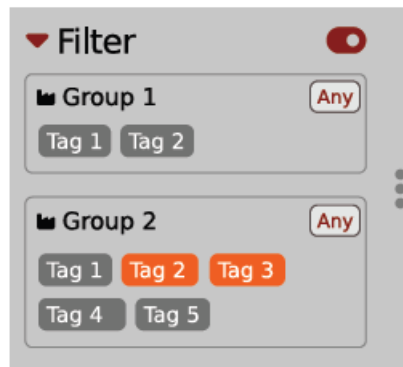 Filter
Group 1 Any
Tag 1 Tag 2
Group 2 Any
Tag 1 Tag 2 Tag 3
Tag 4 Tag 5